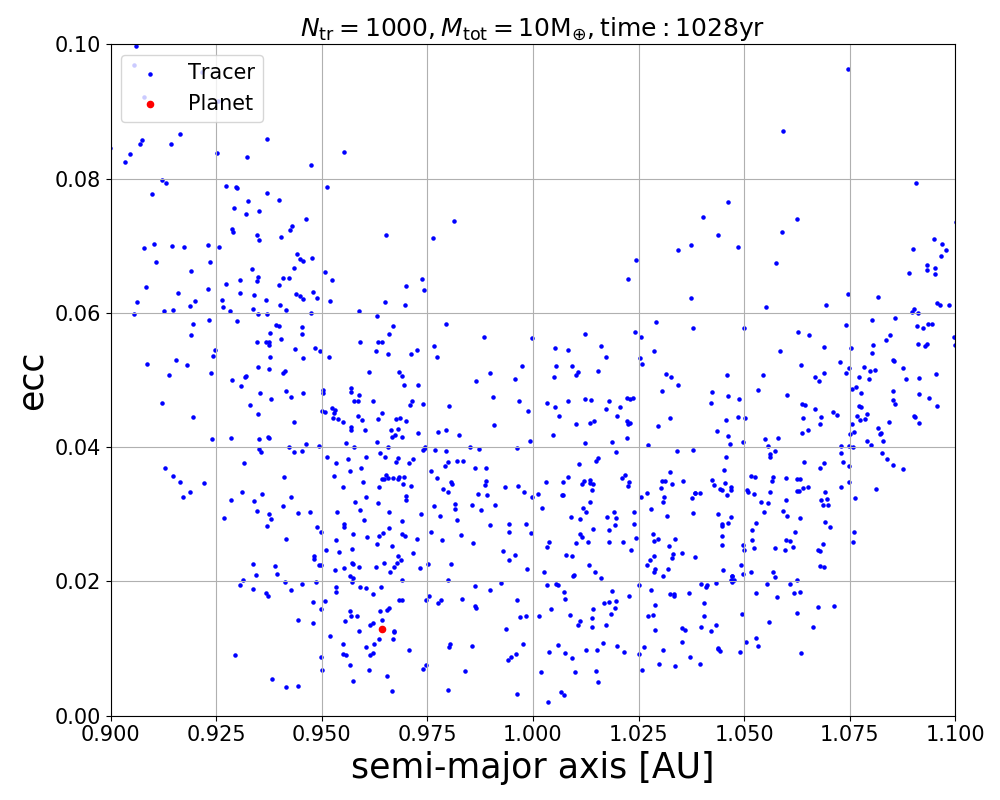 N_tr = 1000, M_tot = 10M_⊕, time : 1028yr
0.10
0.08
0.06
0.04
0.02
0.00
ecc
Tracer
Planet
0.900 0.925 0.950 0.975 1.000 1.025 1.050 1.075 1.100
semi-major axis [AU]